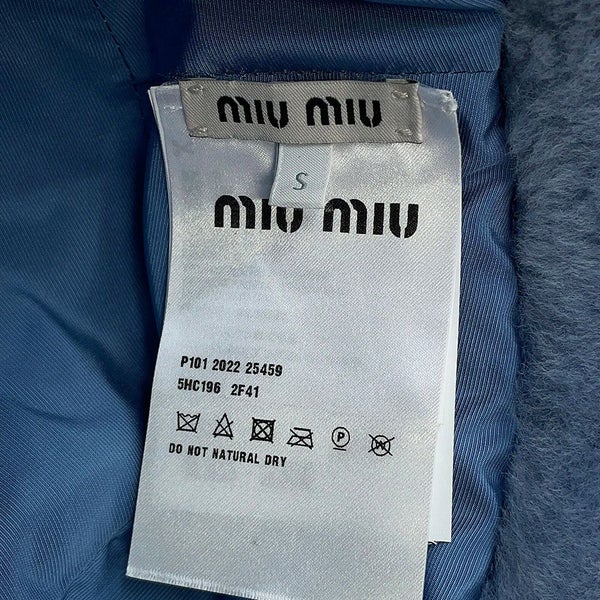 miu miu
S
miu miu
P101 2022 25459
5HC196 2F41
P
DO NOT NATURAL DRY